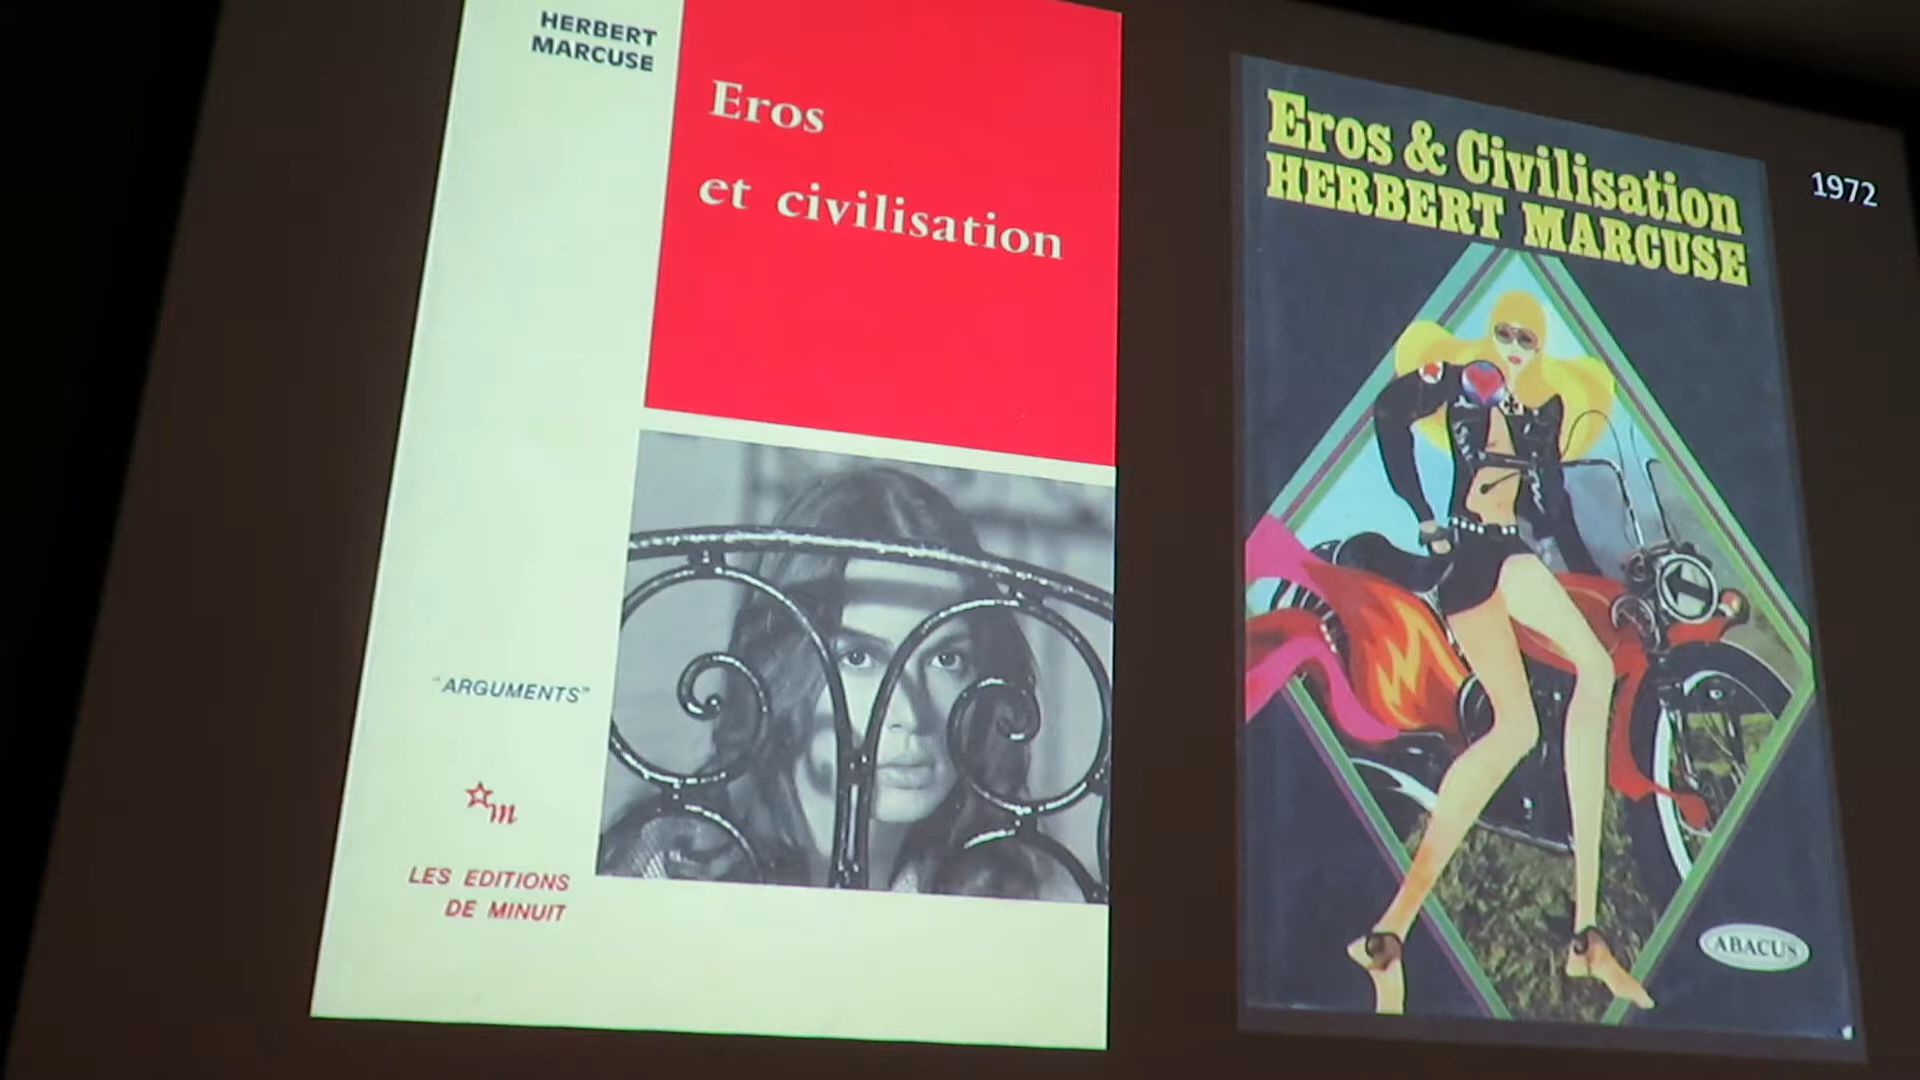 HERBERT
MARCUSE
Eros
et civilisation
"ARGUMENTS"
m
LES EDITIONS
DE MINUIT
Eros & Civilisation
HERBERT MARCUSE
ABACUS
1972